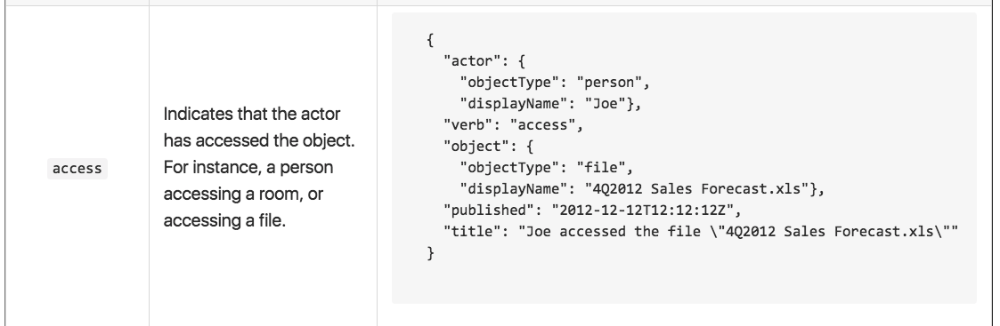 access
Indicates that the actor
has accessed the object.
For instance, a person
accessing a room, or
accessing a file.
{
  "actor": {
    "objectType": "person",
    "displayName": "Joe"},
  "verb": "access",
  "object": {
    "objectType": "file",
    "displayName": "4Q2012 Sales Forecast.xls"},
  "published": "2012-12-12T12:12:12Z",
  "title": "Joe accessed the file \"4Q2012 Sales Forecast.xls\""
}